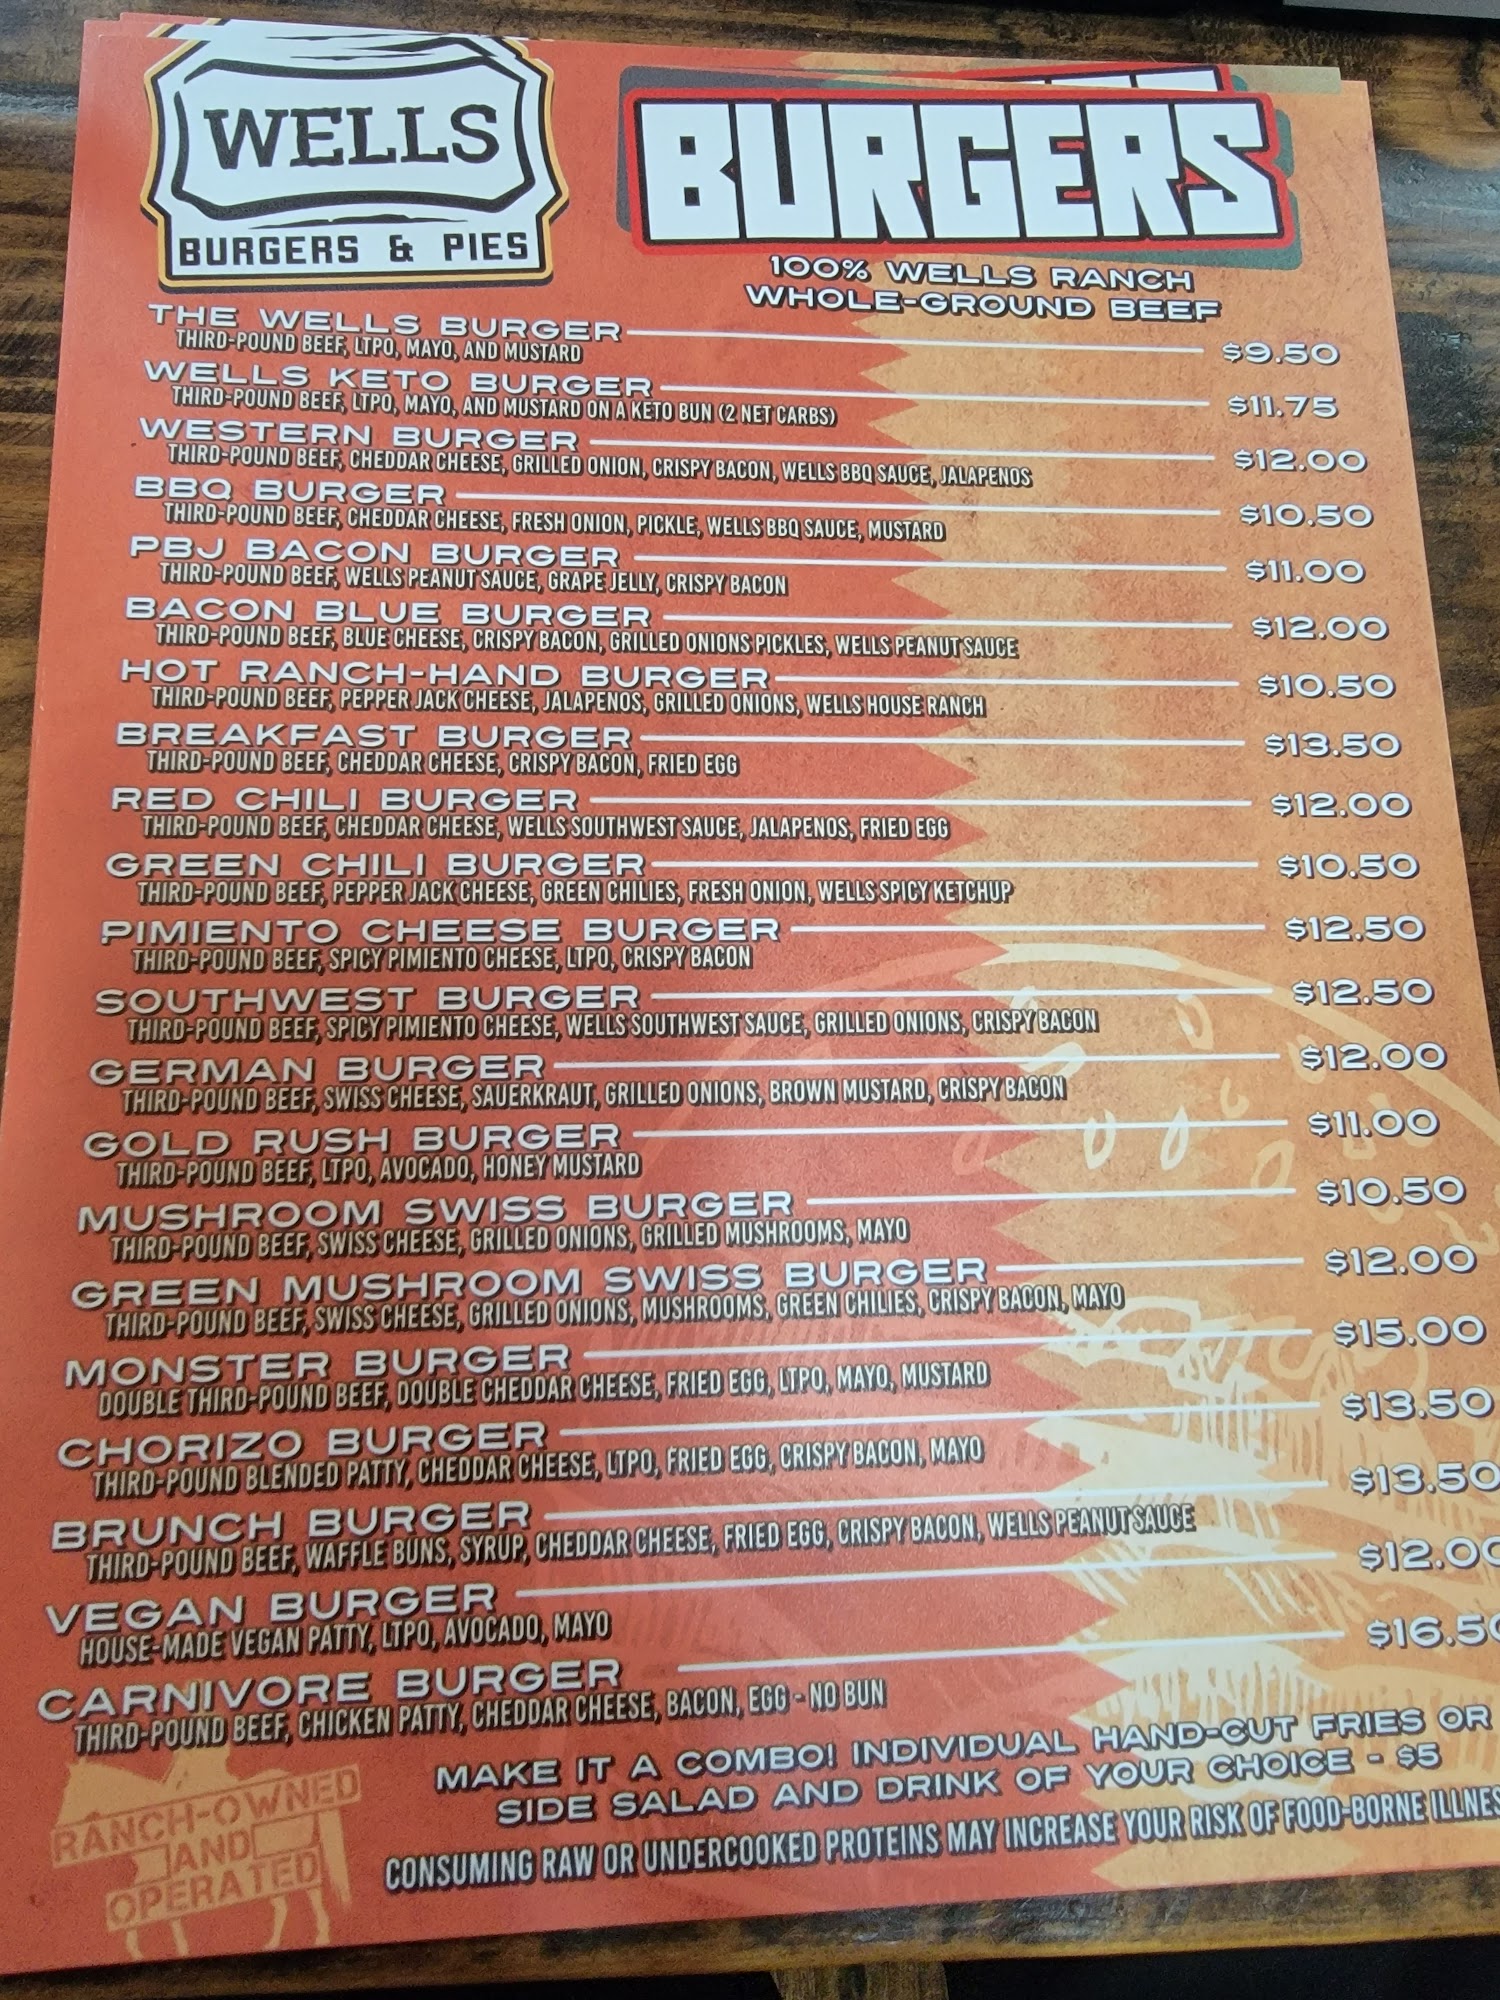 WELLS
BURGERS & PIES
BURGERS
100% WELLS RANCH
WHOLE-GROUND BEEF
THE WELLS BURGER $9.50
THIRD-POUND BEEF, LTPO, MAYO, AND MUSTARD
WELLS KETO BURGER $11.75
THIRD-POUND BEEF, LTPO, MAYO, AND MUSTARD ON A KETO BUN (2 NET CARBS)
WESTERN BURGER $12.00
THIRD-POUND BEEF, CHEDDAR CHEESE, GRILLED ONION, CRISPY BACON, WELLS BBQ SAUCE, JALAPENOS
BBQ BURGER $10.50
THIRD-POUND BEEF, CHEDDAR CHEESE, FRESH ONION, PICKLE, WELLS BBQ SAUCE, MUSTARD
PBJ BACON BURGER $11.00
THIRD-POUND BEEF, WELLS PEANUT SAUCE, GRAPE JELLY, CRISPY BACON
BACON BLUE BURGER $12.00
THIRD-POUND BEEF, BLUE CHEESE, CRISPY BACON, GRILLED ONIONS PICKLES, WELLS PEANUT SAUCE
HOT RANCH-HAND BURGER $10.50
THIRD-POUND BEEF, PEPPER JACK CHEESE, JALAPENOS, GRILLED ONIONS, WELLS HOUSE RANCH
BREAKFAST BURGER $13.50
THIRD-POUND BEEF, CHEDDAR CHEESE, CRISPY BACON, FRIED EGG
RED CHILI BURGER $12.00
THIRD-POUND BEEF, CHEDDAR CHEESE, WELLS SOUTHWEST SAUCE, JALAPENOS, FRIED EGG
GREEN CHILI BURGER $10.50
THIRD-POUND BEEF, PEPPER JACK CHEESE, GREEN CHILIES, FRESH ONION, WELLS SPICY KETCHUP
PIMIENTO CHEESE BURGER $12.50
THIRD-POUND BEEF, SPICY PIMIENTO CHEESE, LTPO, CRISPY BACON
SOUTHWEST BURGER $12.50
THIRD-POUND BEEF, SPICY PIMIENTO CHEESE, WELLS SOUTHWEST SAUCE, GRILLED ONIONS, CRISPY BACON
GERMAN BURGER $12.00
THIRD-POUND BEEF, SWISS CHEESE, SAUERKRAUT, GRILLED ONIONS, BROWN MUSTARD, CRISPY BACON
GOLD RUSH BURGER $11.00
THIRD-POUND BEEF, LTPO, AVOCADO, HONEY MUSTARD
MUSHROOM SWISS BURGER $10.50
THIRD-POUND BEEF, SWISS CHEESE, GRILLED ONIONS, GRILLED MUSHROOMS, MAYO
GREEN MUSHROOM SWISS BURGER $12.00
THIRD-POUND BEEF, SWISS CHEESE, GRILLED ONIONS, MUSHROOMS, GREEN CHILIES, CRISPY BACON, MAYO
MONSTER BURGER $15.00
DOUBLE THIRD-POUND BEEF, DOUBLE CHEDDAR CHEESE, FRIED EGG, LTPO, MAYO, MUSTARD
CHORIZO BURGER $13.50
THIRD-POUND BLENDED PATTY, CHEDDAR CHEESE, LTPO, FRIED EGG, CRISPY BACON, MAYO
BRUNCH BURGER $13.50
THIRD-POUND BEEF, WAFFLE BUNS, SYRUP, CHEDDAR CHEESE, FRIED EGG, CRISPY BACON, WELLS PEANUT SAUCE
VEGAN BURGER $12.00
HOUSE-MADE VEGAN PATTY, LTPO, AVOCADO, MAYO
CARNIVORE BURGER $16.50
THIRD-POUND BEEF, CHICKEN PATTY, CHEDDAR CHEESE, BACON, EGG - NO BUN
MAKE IT A COMBO! INDIVIDUAL HAND-CUT FRIES OR
SIDE SALAD AND DRINK OF YOUR CHOICE - $5
CONSUMING RAW OR UNDERCOOKED PROTEINS MAY INCREASE YOUR RISK OF FOOD-BORNE ILLNES
RANCH-OWNED
AND
OPERATED